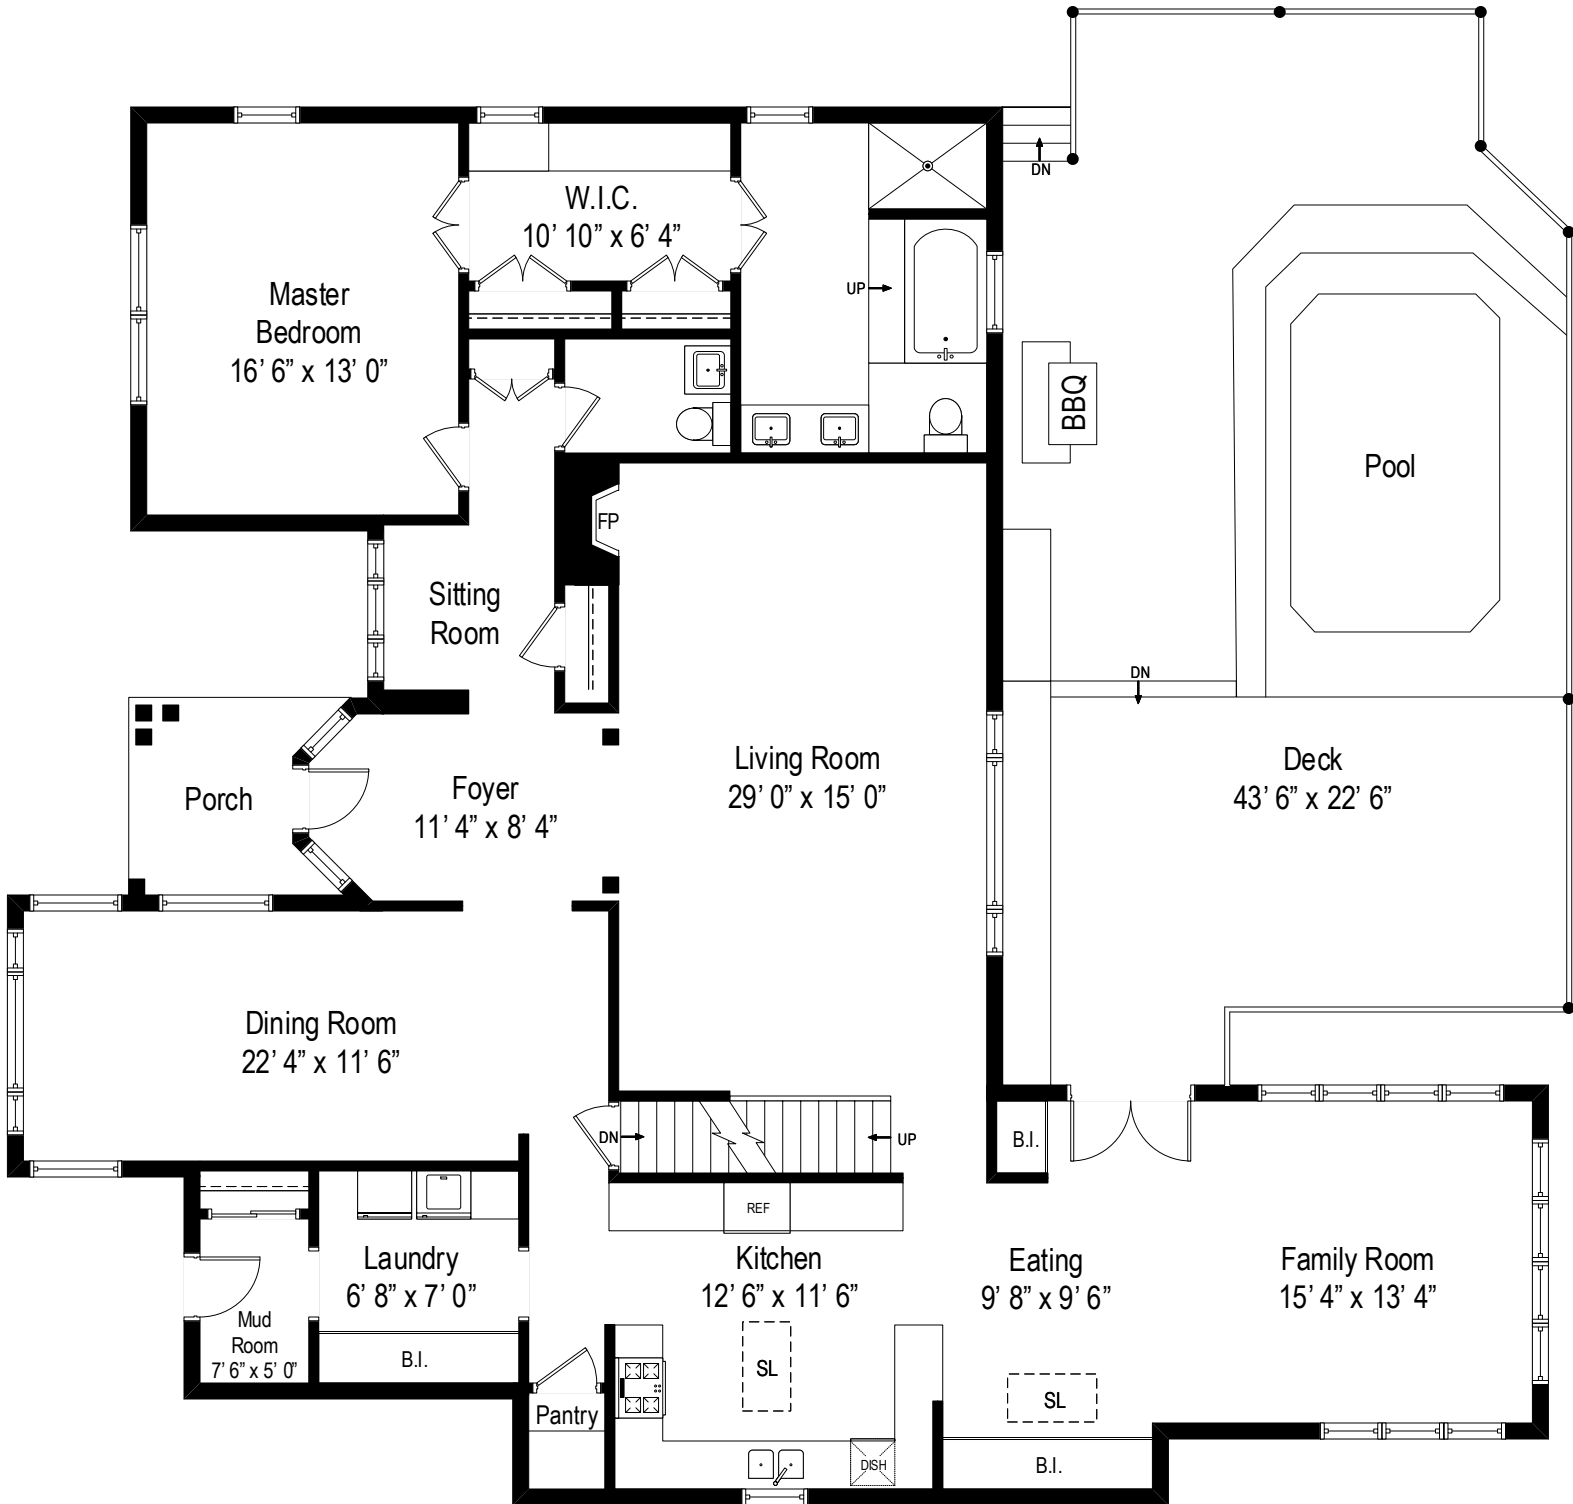 DN
W.I.C.
10’ 10” x 6’ 4”
UP
Master
Bedroom
16’ 6” x 13’ 0”
BBQ
Pool
FP
Sitting
Room
DN
Porch
Foyer
11’ 4” x 8’ 4”
Living Room
29’ 0” x 15’ 0”
Deck
43’ 6” x 22’ 6”
Dining Room
22’ 4” x 11’ 6”
DN
UP
B.I.
REF
Laundry
6’ 8” x 7’ 0”
Kitchen
12’ 6” x 11’ 6”
Eating
9’ 8” x 9’ 6”
Family Room
15’ 4” x 13’ 4”
Mud
Room
7’ 6” x 5’ 0”
B.I.
SL
SL
Pantry
DISH
B.I.